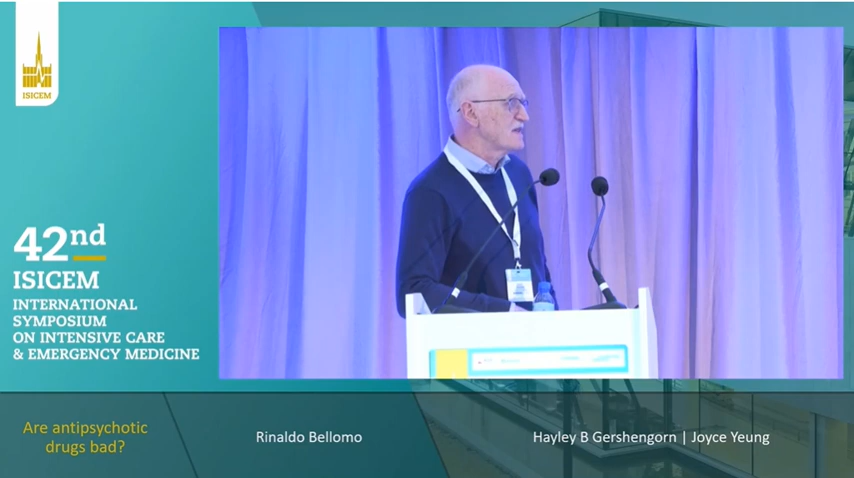 ISICEM
42nd
ISICEM
INTERNATIONAL
SYMPOSIUM
ON INTENSIVE CARE
& EMERGENCY MEDICINE
Are antipsychotic
drugs bad?
Rinaldo Bellomo
Hayley B Gershengorn | Joyce Yeung